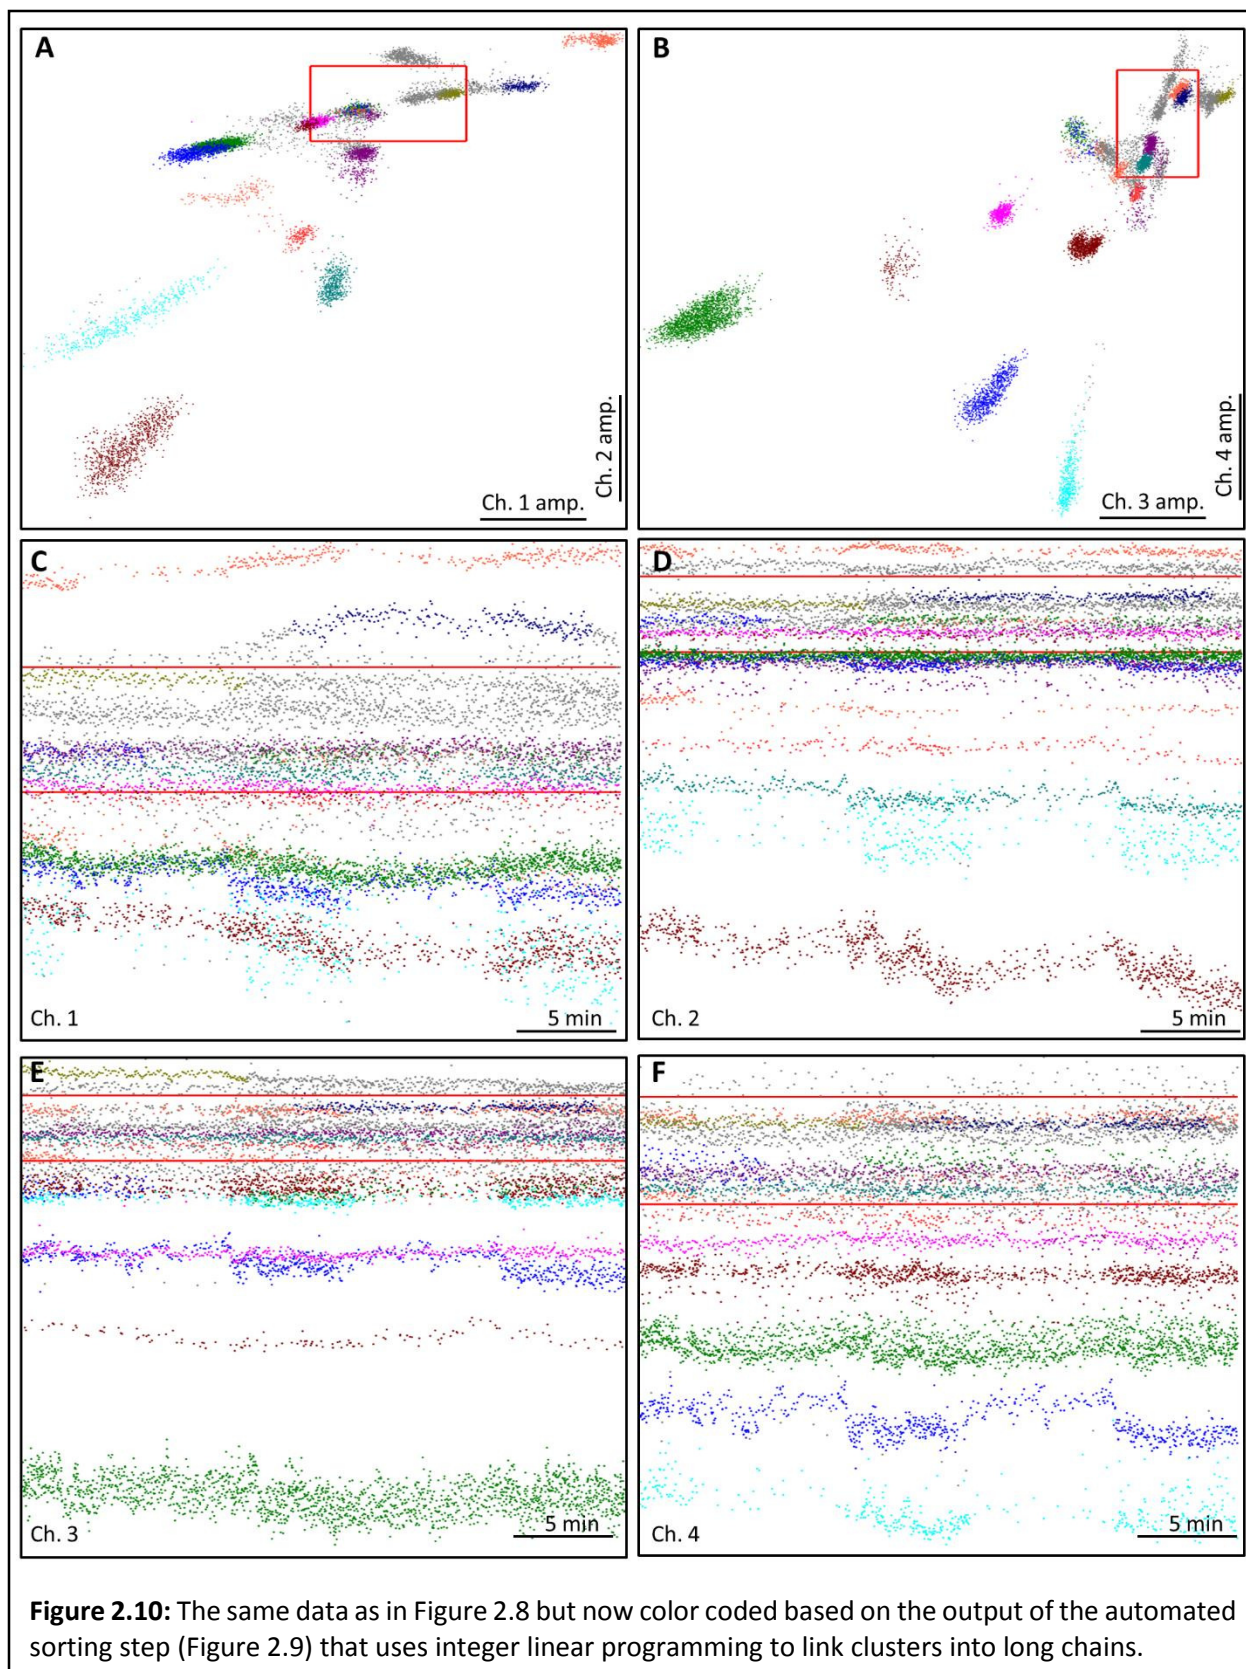 A
Ch. 1 amp.
Ch. 2 amp.
B
Ch. 3 amp.
Ch. 4 amp.
C
Ch. 1
5 min
D
Ch. 2
5 min
E
Ch. 3
5 min
F
Ch. 4
5 min
Figure 2.10: The same data as in Figure 2.8 but now color coded based on the output of the automated
sorting step (Figure 2.9) that uses integer linear programming to link clusters into long chains.